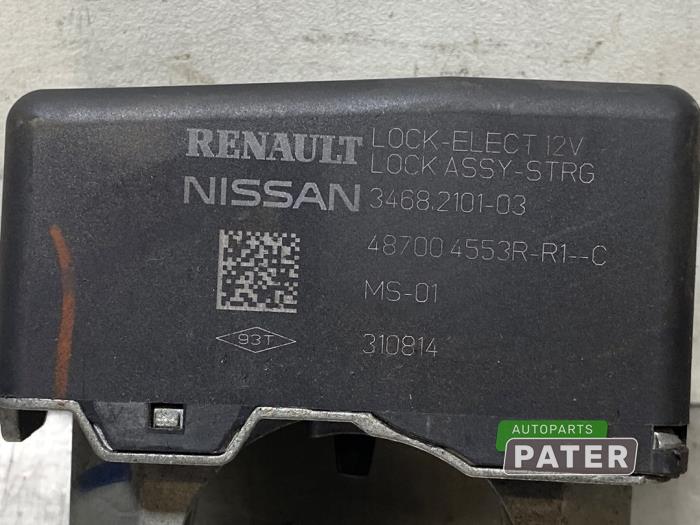 RENAULT LOCK-ELECT 12V
LOCK ASSY-STRG
NISSAN 3468.2101-03
48700 4553R-R1--C
MS-01
93T 310814
AUTOPARTS
PATER